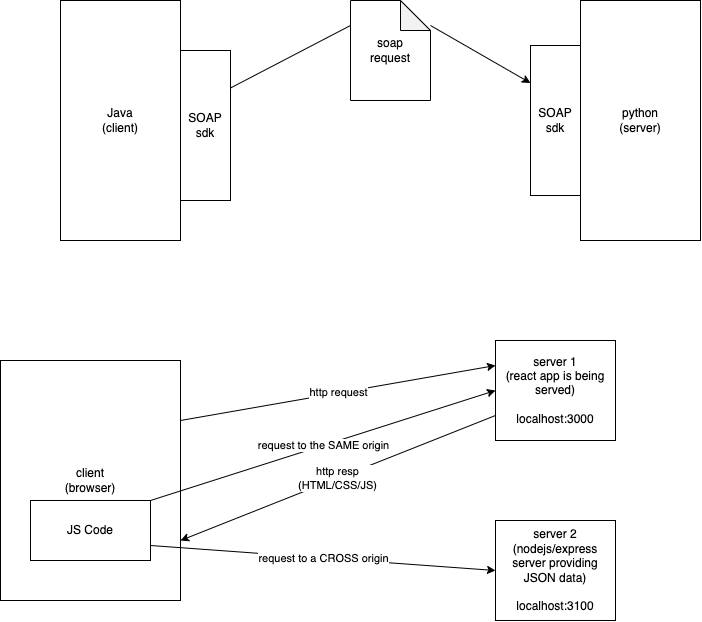 soap
request
Java
(client)
SOAP
sdk
SOAP
sdk
python
(server)
server 1
(react app is being
served)
localhost:3000
http request
request to the SAME origin
http resp
(HTML/CSS/JS)
client
(browser)
JS Code
request to a CROSS origin
server 2
(nodejs/express
server providing
JSON data)
localhost:3100